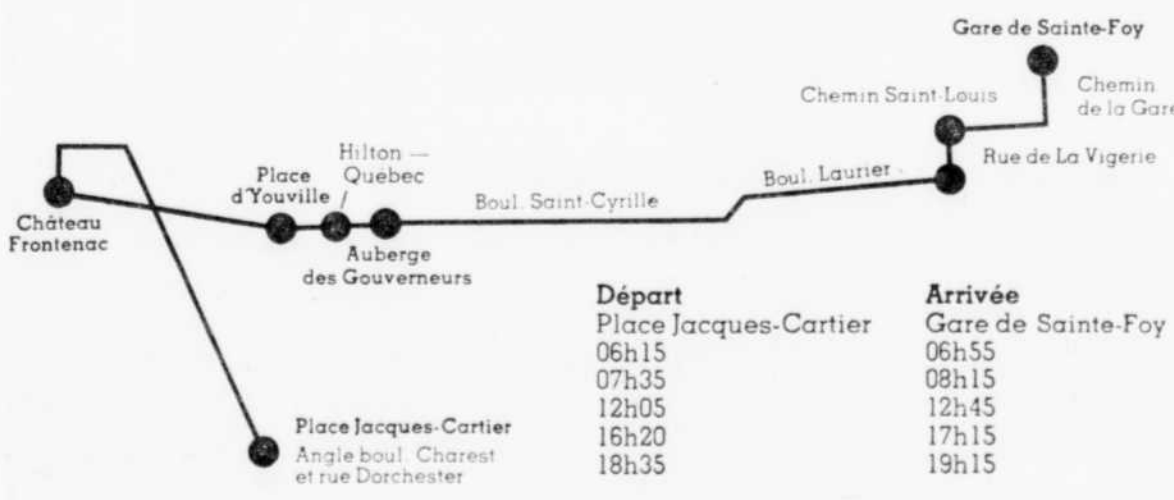 Gare de Sainte-Foy
Chemin
de la Gare
Chemin Saint-Louis
Rue de La Vigerie
Boul. Laurier
Hilton —
Québec
Place
d'Youville
Boul. Saint-Cyrille
Château
Frontenac
Auberge
des Gouverneurs
Départ
Place Jacques-Cartier
06h15
07h35
12h05
16h20
18h35
Arrivée
Gare de Sainte-Foy
06h55
08h15
12h45
17h15
19h15
Place Jacques-Cartier
Angle boul. Charest
et rue Dorchester